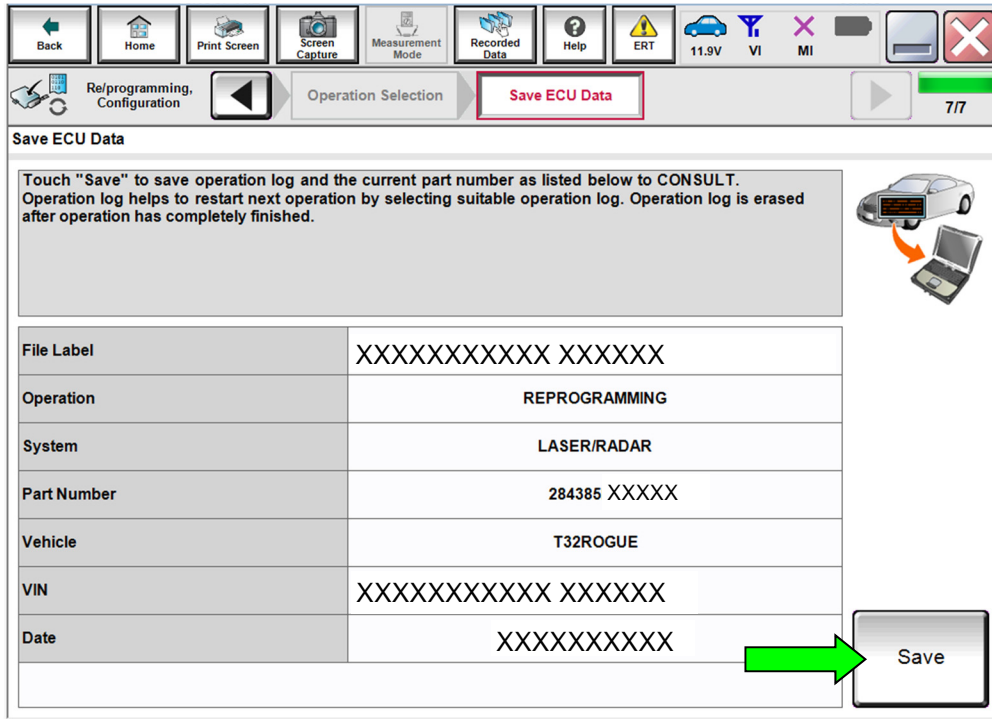 Back
Home
Print Screen
Screen
Capture
Measurement
Mode
Recorded
Data
Help
ERT
11.9V
VI
MI
Re/programming,
Configuration
Operation Selection
Save ECU Data
7/7
Save ECU Data
Touch "Save" to save operation log and the current part number as listed below to CONSULT.
Operation log helps to restart next operation by selecting suitable operation log. Operation log is erased
after operation has completely finished.
File Label XXXXXXXXXXX XXXXXX
Operation REPROGRAMMING
System LASER/RADAR
Part Number 284385 XXXXX
Vehicle T32ROGUE
VIN XXXXXXXXXXX XXXXXX
Date XXXXXXXXXX
Save